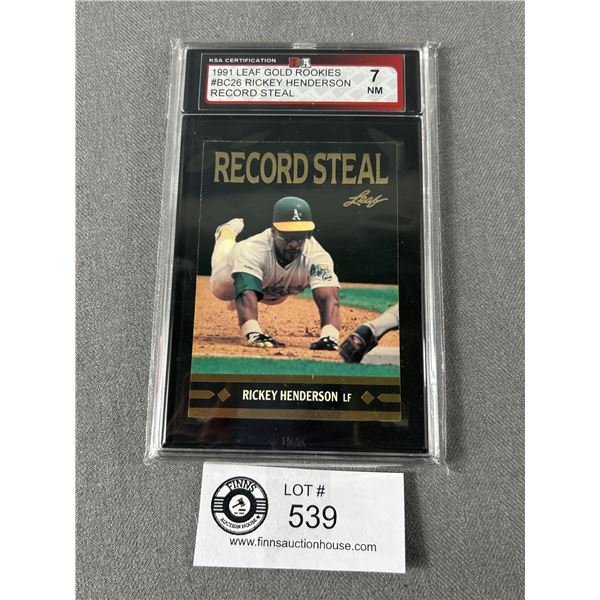 KSA CERTIFICATION
1991 LEAF GOLD ROOKIES
#BC26 RICKEY HENDERSON
RECORD STEAL
7
NM
RECORD STEAL
Leaf
A
RICKEY HENDERSON LF
FINNS
AUCTION HOUSE
LOT #
539
www.finnsauctionhouse.com